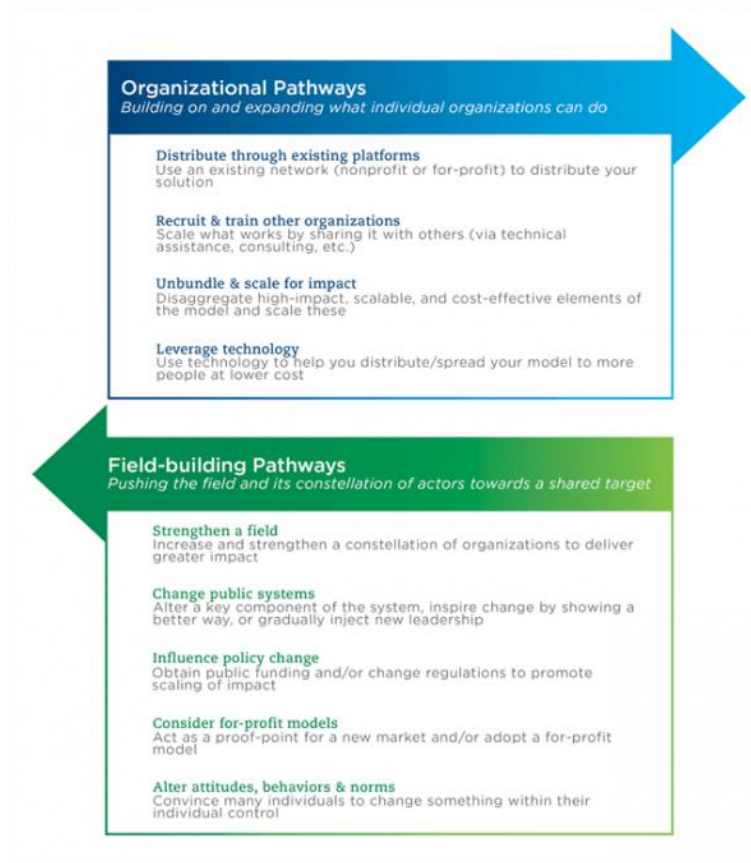 Organizational Pathways
Building on and expanding what individual organizations can do
Distribute through existing platforms
Use an existing network (nonprofit or for-profit) to distribute your
solution
Recruit & train other organizations
Scale what works by sharing it with others (via technical
assistance, consulting, etc.)
Unbundle & scale for impact
Disaggregate high-impact, scalable, and cost-effective elements of
the model and scale these
Leverage technology
Use technology to help you distribute/spread your model to more
people at lower cost
Field-building Pathways
Pushing the field and its constellation of actors towards a shared target
Strengthen a field
Increase and strengthen a constellation of organizations to deliver
greater impact
Change public systems
Alter a key component of the system, inspire change by showing a
better way, or gradually inject new leadership
Influence policy change
Obtain public funding and/or change regulations to promote
scaling of impact
Consider for-profit models
Act as a proof-point for a new market and/or adopt a for-profit
model
Alter attitudes, behaviors & norms
Convince many individuals to change something within their
individual control